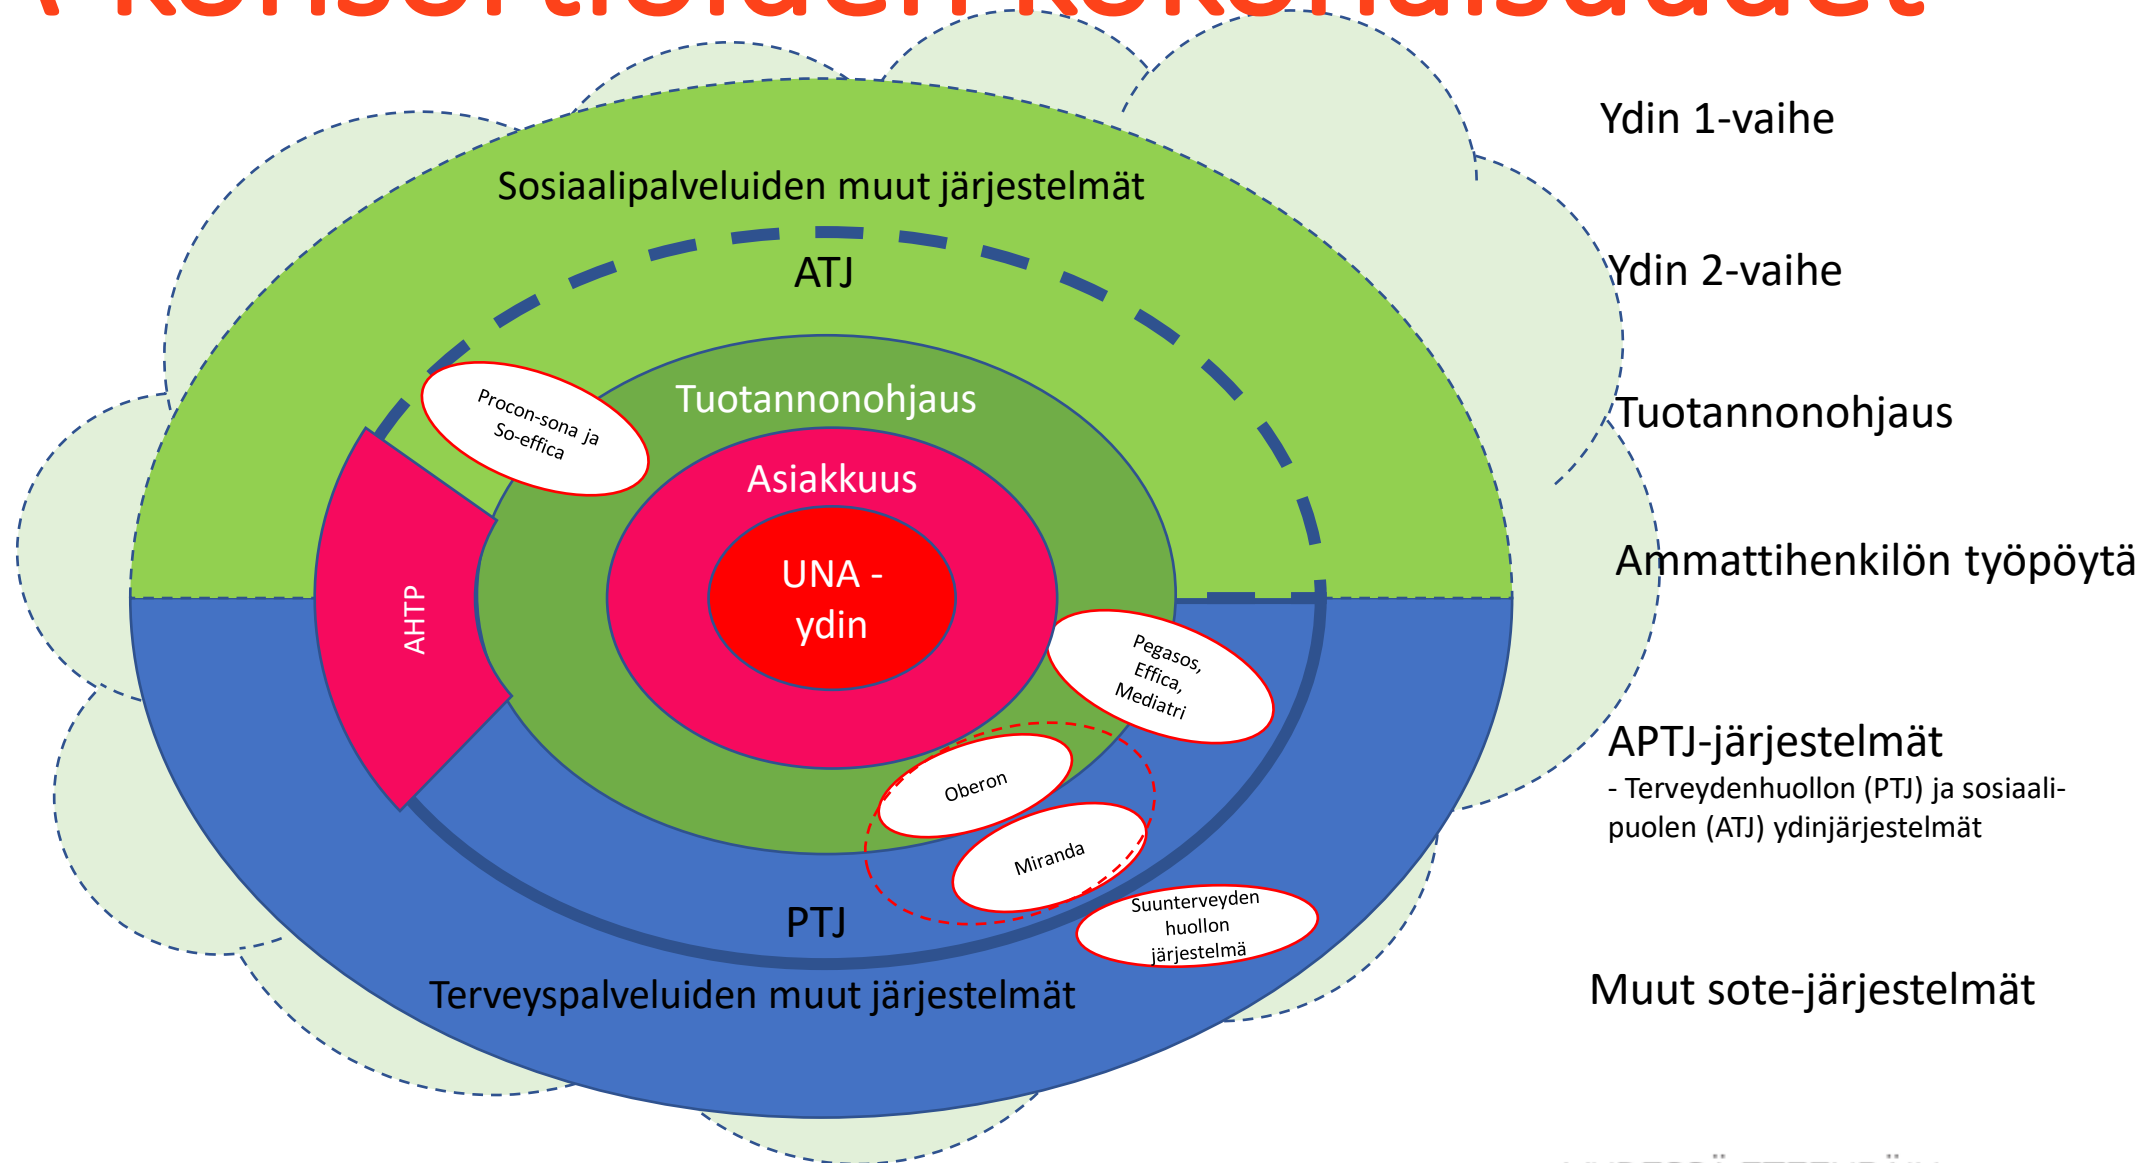 konsortioiden kokonaisuudet
Sosiaalipalveluiden muut järjestelmät
ATJ
Procon-sona ja
So-effica
Tuotannonohjaus
Asiakkuus
UNA -
ydin
AHTP
Pegasos,
Effica,
Mediatri
Oberon
Miranda
PTJ
Suunterveyden
huollon
järjestelmä
Terveyspalveluiden muut järjestelmät
Ydin 1-vaihe
Ydin 2-vaihe
Tuotannonohjaus
Ammattihenkilön työpöytä
APTJ-järjestelmät
- Terveydenhuollon (PTJ) ja sosiaali-
puolen (ATJ) ydinjärjestelmät
Muut sote-järjestelmät